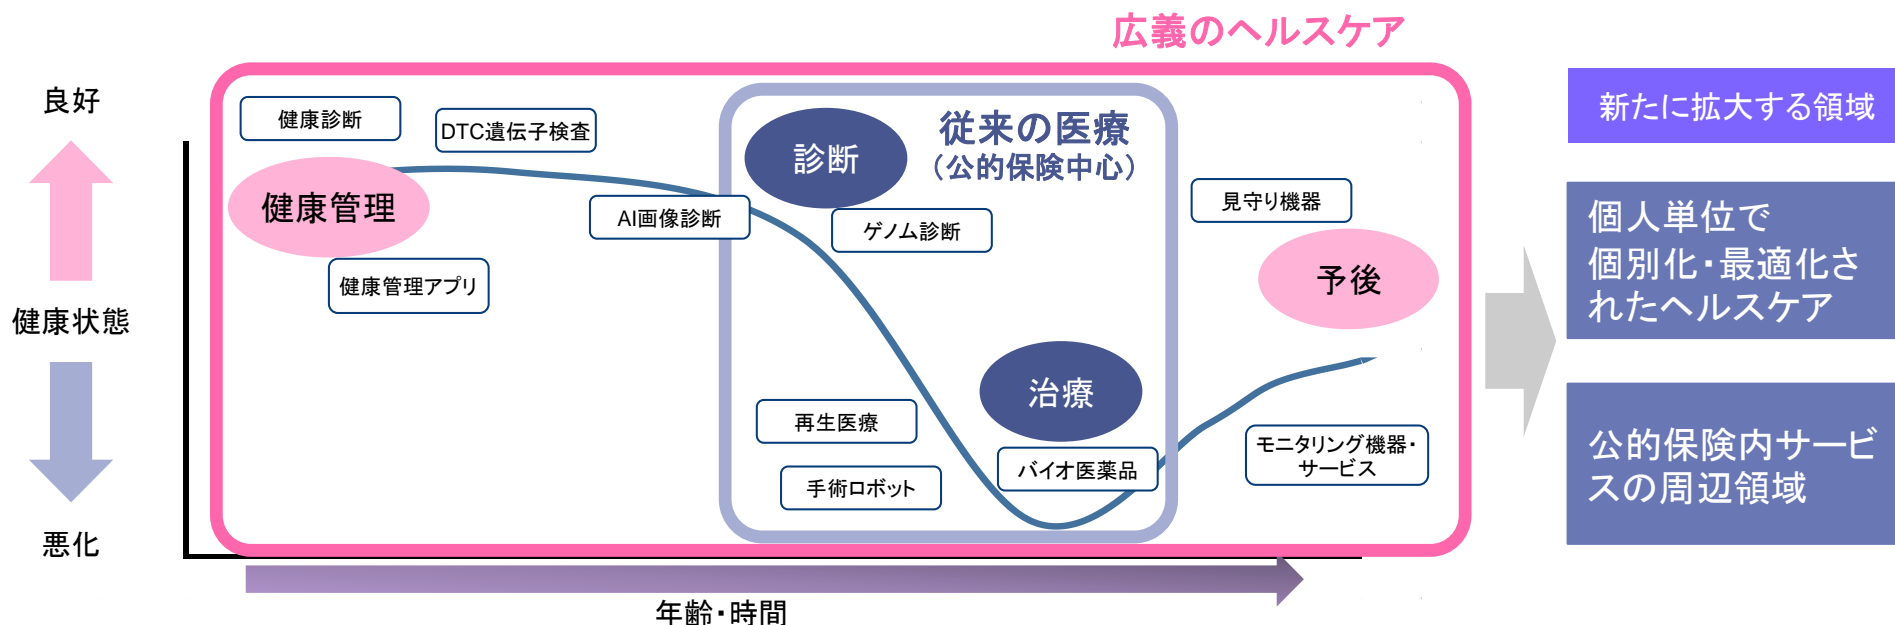 広義のヘルスケア
良好
健康状態
悪化
健康診断
DTC遺伝子検査
健康管理
AI画像診断
健康管理アプリ
診断
従来の医療
（公的保険中心）
ゲノム診断
再生医療
手術ロボット
治療
バイオ医薬品
見守り機器
予後
モニタリング機器・
サービス
年齢・時間
新たに拡大する領域
個人単位で
個別化・最適化さ
れたヘルスケア
公的保険内サービ
スの周辺領域